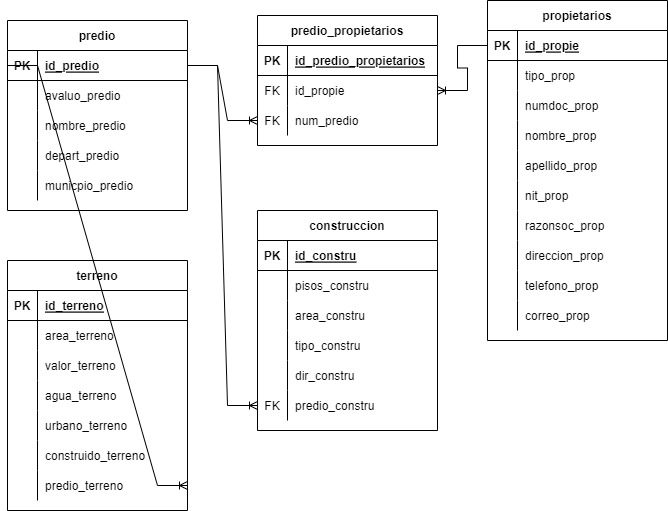 predio
PK id_predio
avaluo_predio
nombre_predio
depart_predio
municpio_predio
predio_propietarios
PK id_predio_propietarios
FK id_propie
FK num_predio
propietarios
PK id_propie
tipo_prop
numdoc_prop
nombre_prop
apellido_prop
nit_prop
razonsoc_prop
direccion_prop
telefono_prop
correo_prop
terreno
PK id_terreno
area_terreno
valor_terreno
agua_terreno
urbano_terreno
construido_terreno
predio_terreno
construccion
PK id_constru
pisos_constru
area_constru
tipo_constru
dir_constru
FK predio_constru